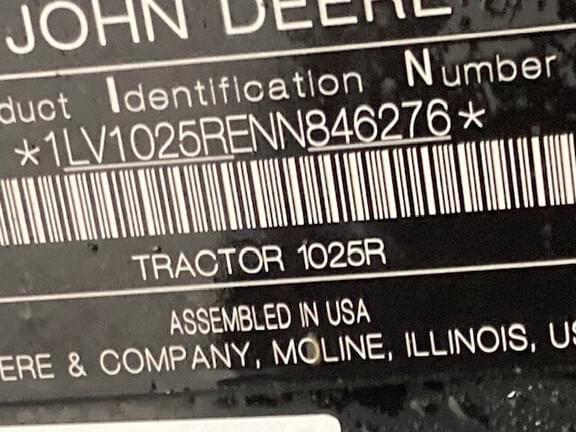 JOHN DEERE
duct Identification Number
*1LV1025RENN846276*
TRACTOR 1025R
ASSEMBLED IN USA
ERE & COMPANY, MOLINE, ILLINOIS, US